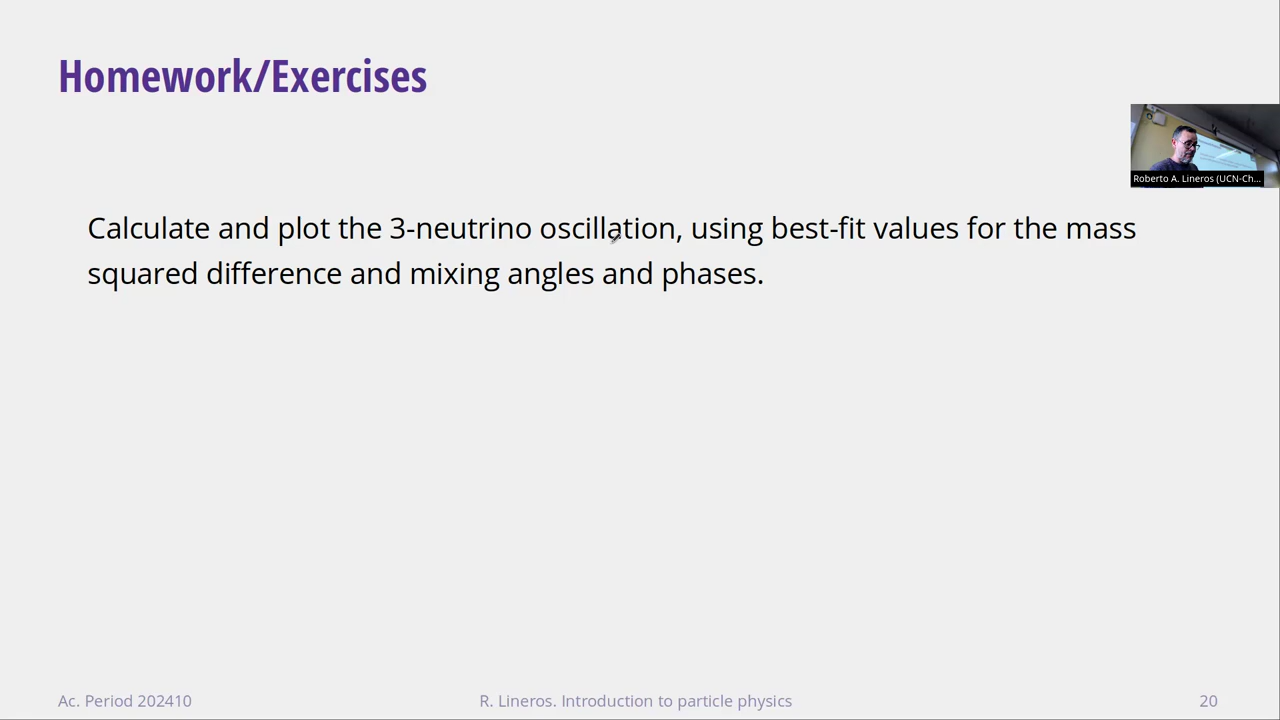 Homework/Exercises
Roberto A. Lineros (UCN-Ch...
Calculate and plot the 3-neutrino oscillation, using best-fit values for the mass
squared difference and mixing angles and phases.
Ac. Period 202410
R. Lineros. Introduction to particle physics
20